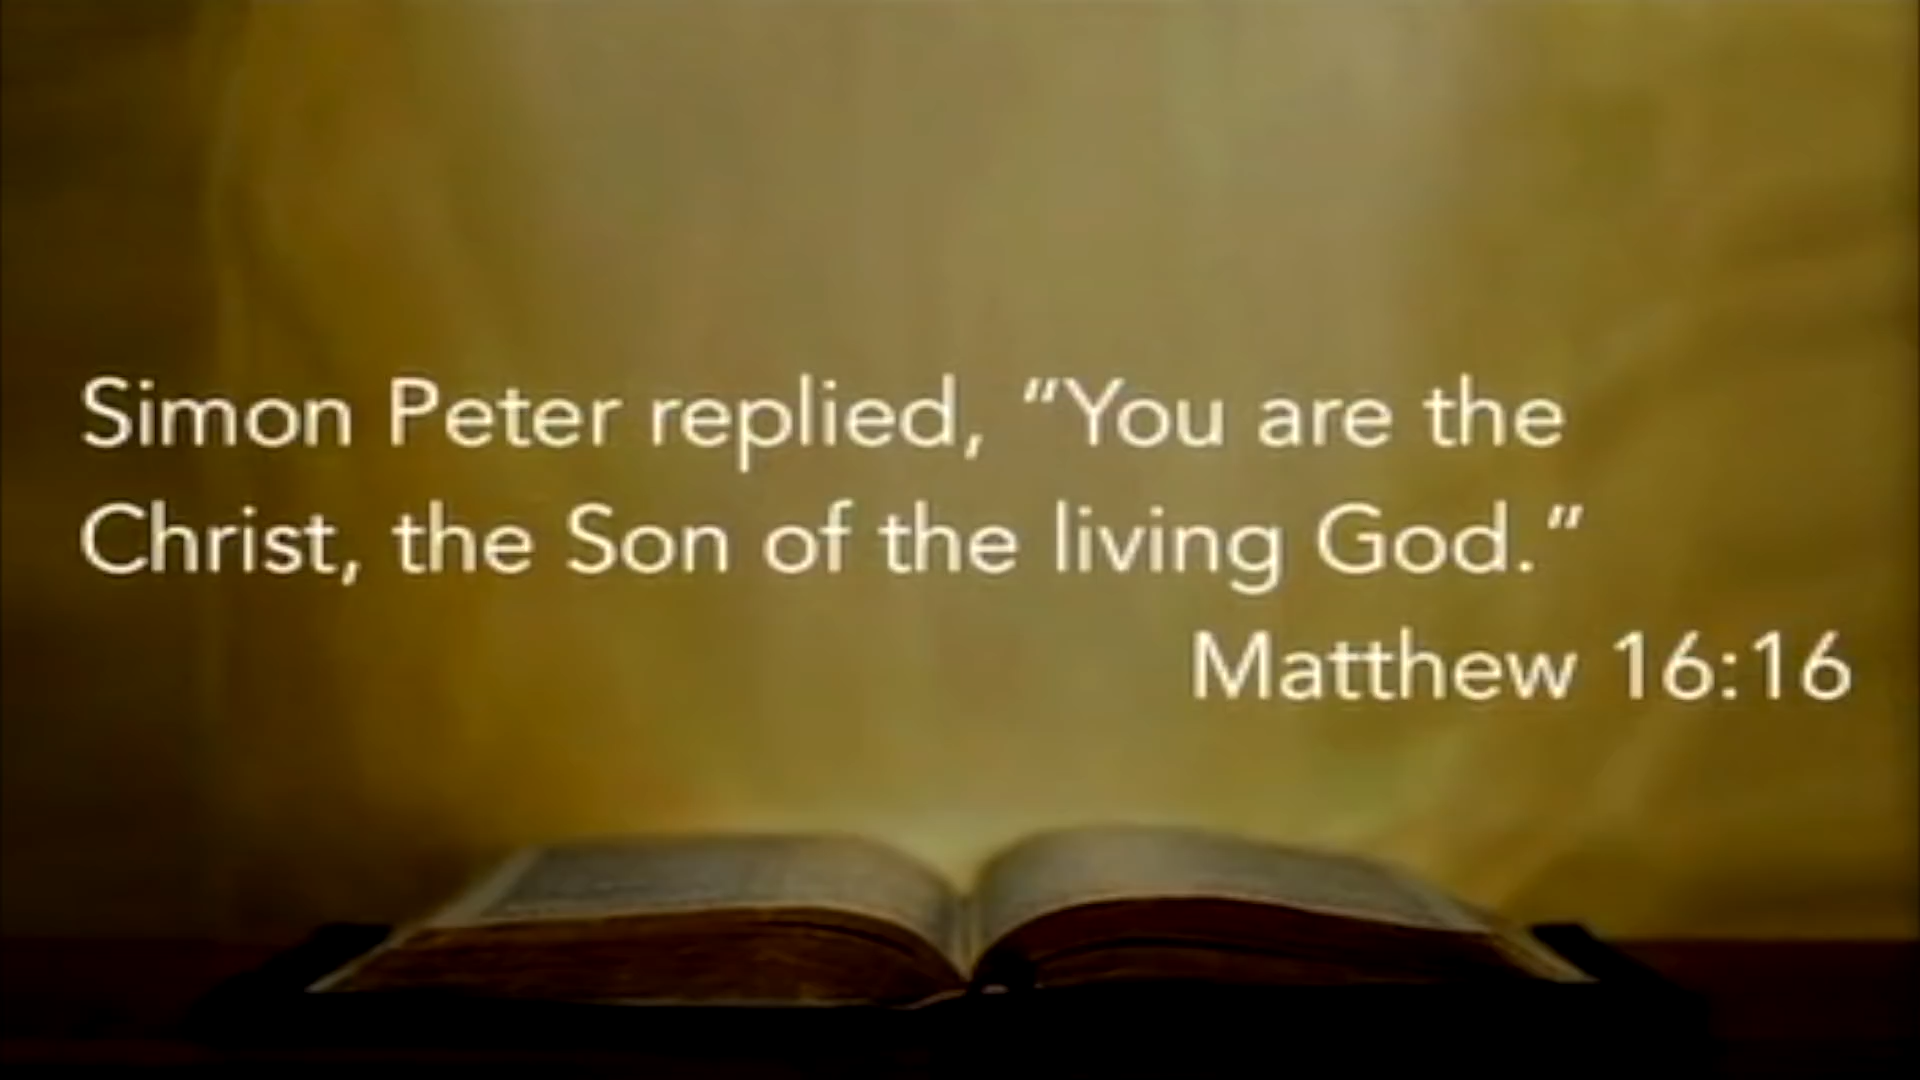 Simon Peter replied, “You are the
Christ, the Son of the living God.”
Matthew 16:16